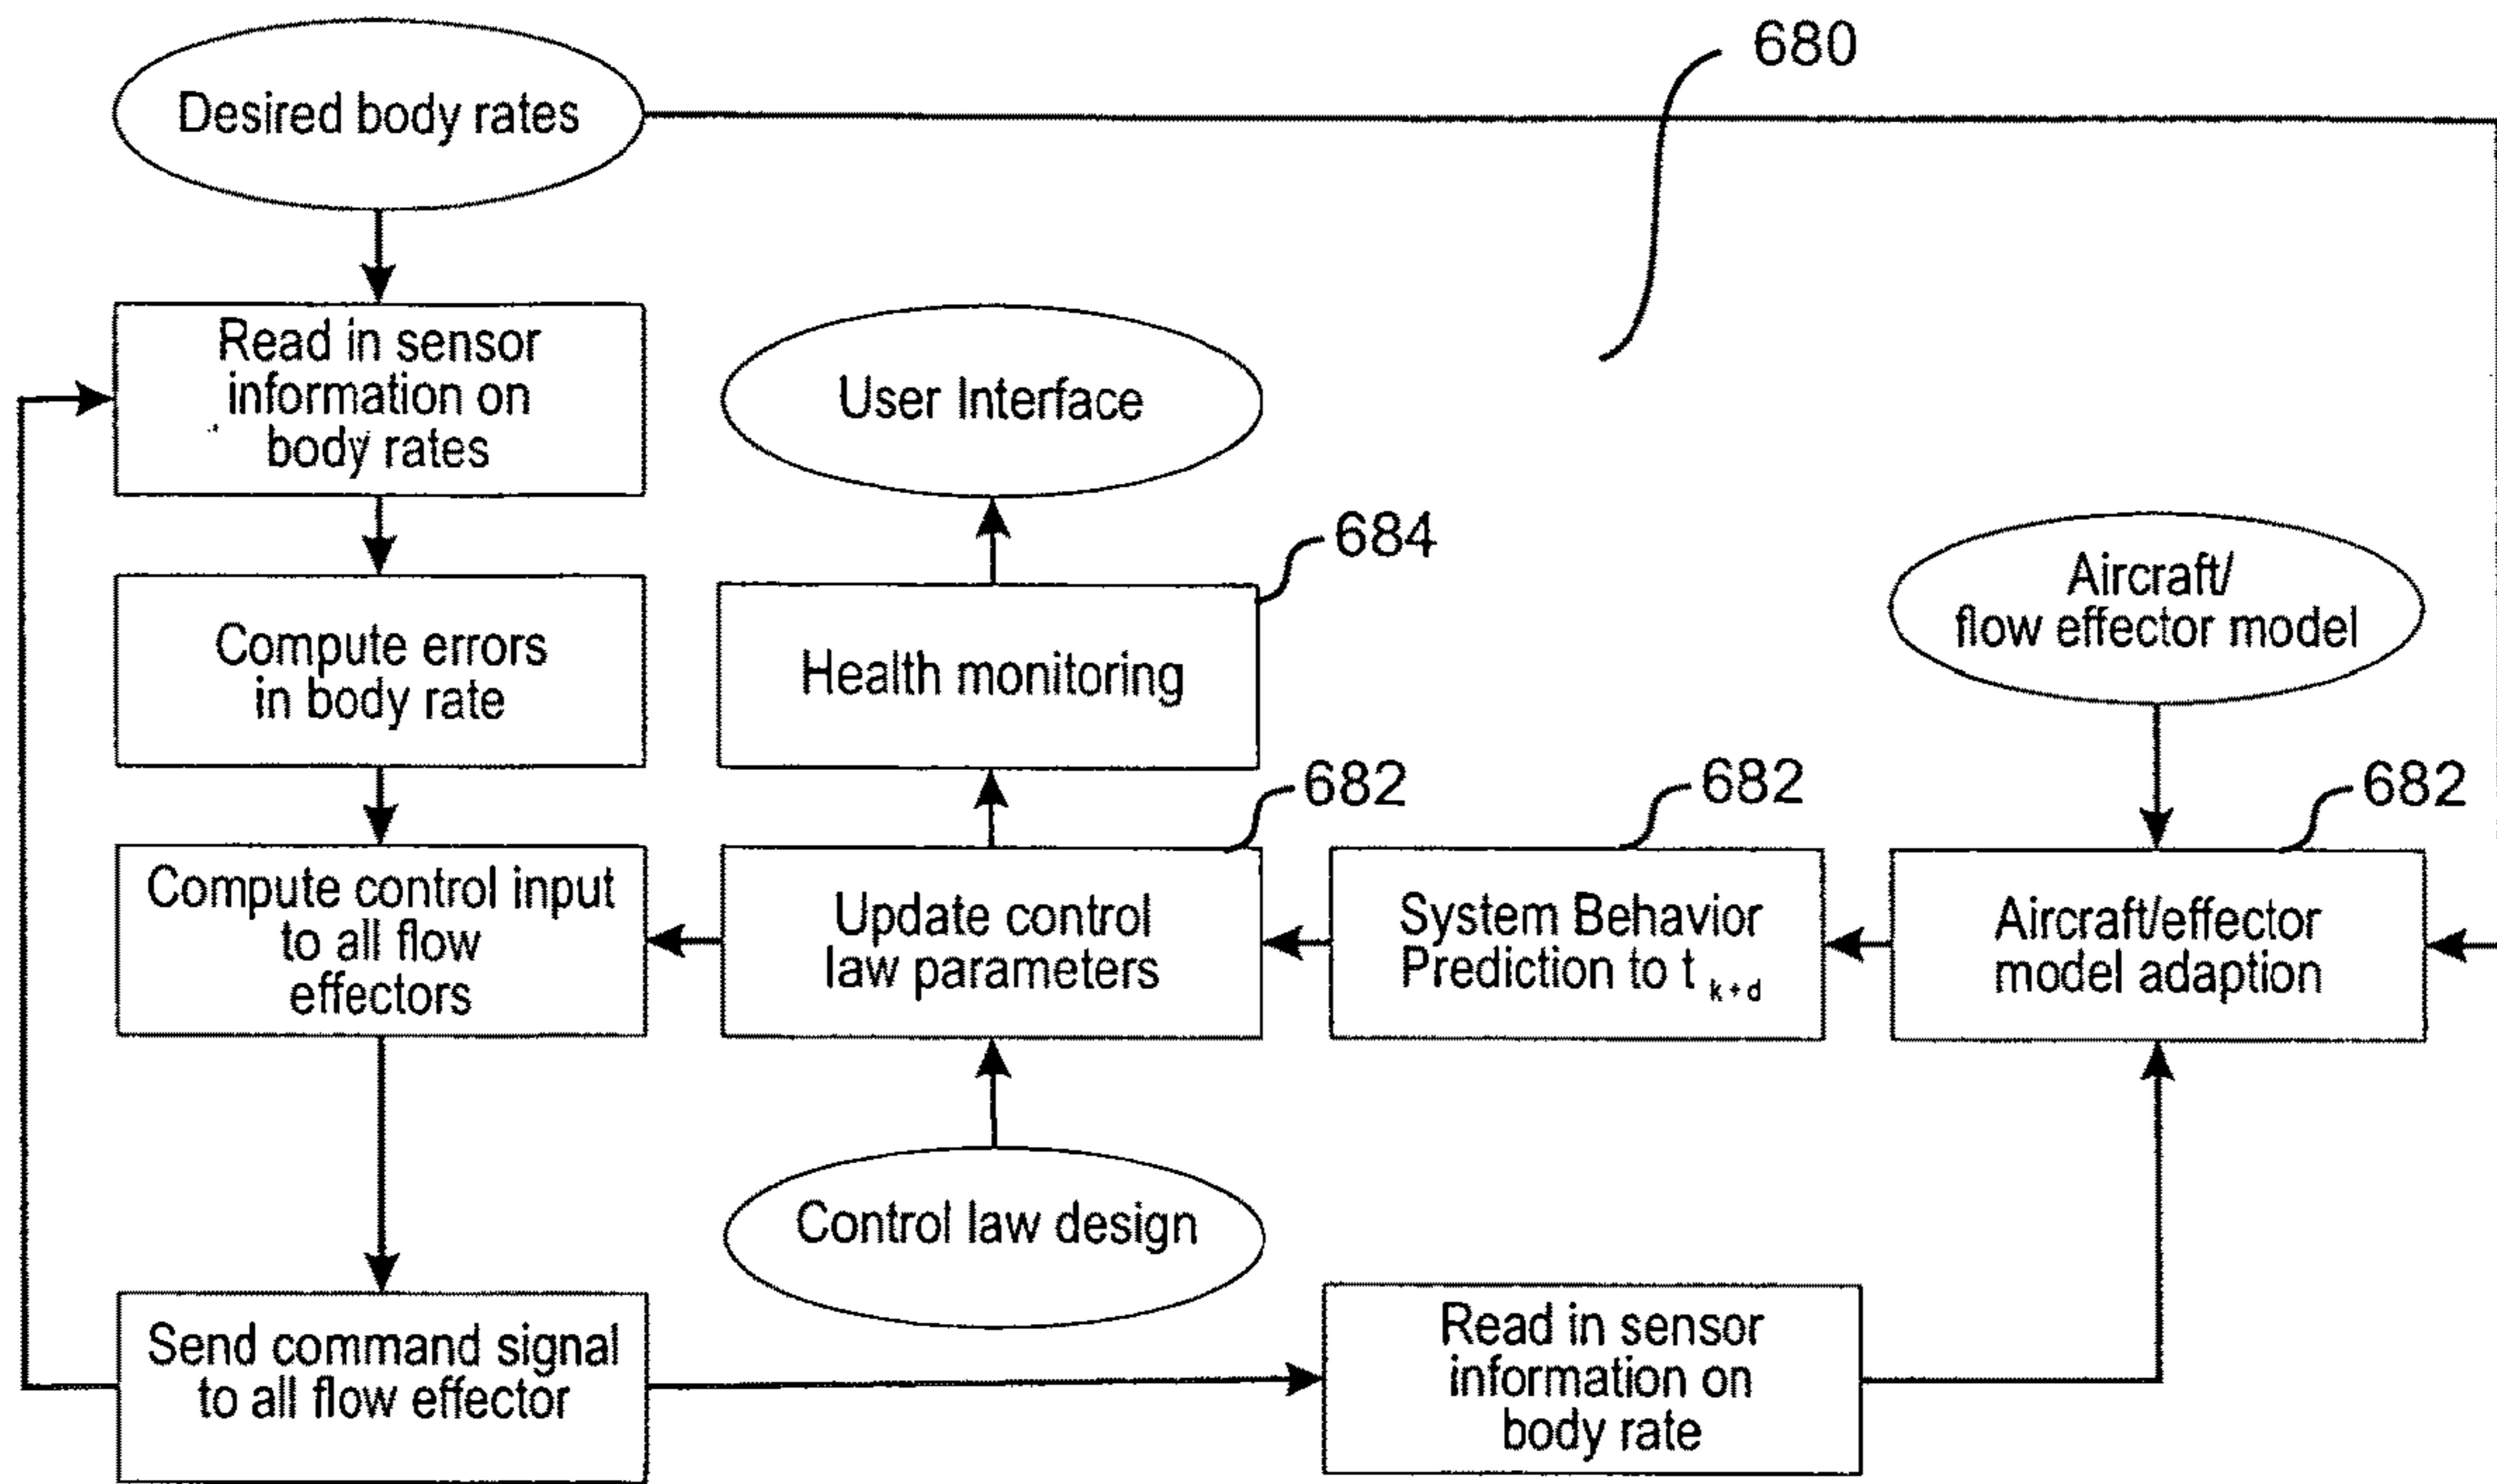 680
Desired body rates
Read in sensor
information on
body rates
User Interface
684
Aircraft/
flow effector model
Compute errors
in body rate
Health monitoring
682
682
682
Compute control input
to all flow
effectors
Update control
law parameters
System Behavior
Prediction to t k+d
Aircraft/effector
model adaption
Control law design
Send command signal
to all flow effector
Read in sensor
information on
body rate